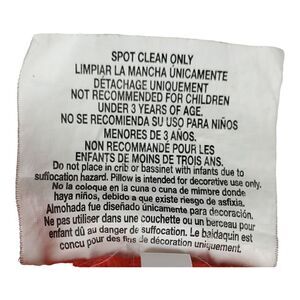 SPOT CLEAN ONLY
LIMPIAR LA MANCHA ÚNICAMENTE
DETACHAGE UNIQUEMENT
NOT RECOMMENDED FOR CHILDREN
UNDER 3 YEARS OF AGE.
NO SE RECOMIENDA SU USO PARA NIÑOS
MENORES DE 3 AÑOS.
NON RECOMMANDÉ POUR LES
ENFANTS DE MOINS DE TROIS ANS.
Do not place in crib or bassinet with infants due to
suffocation hazard. Pillow is intended for decorative use only.
No la coloque en la cuna o cuna de mimbre donde
haya niños, debido a que existe riesgo de asfixia.
Almohada fue diseñado únicamente para decoración.
Ne pas utiliser dans une couchette ou un berceau pour
enfant dû au danger de suffocation. Le baldaquin est
concu pour des fins de décoration uniquement.